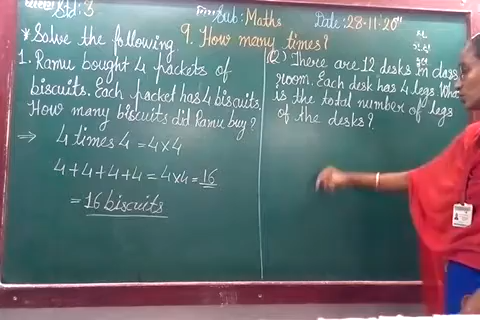 Std: 3
Sub: Maths
Date: 28-11-20
9. How many times?
* Solve the following.
1. Ramu bought 4 packets of
biscuits. Each packet has 4 biscuits.
How many biscuits did Ramu buy?
⇒ 4 times 4 = 4×4
4+4+4+4 = 4×4 = 16
= 16 biscuits
Q2) There are 12 desks in class
room. Each desk has 4 legs. What
is the total number of legs
of the desks?